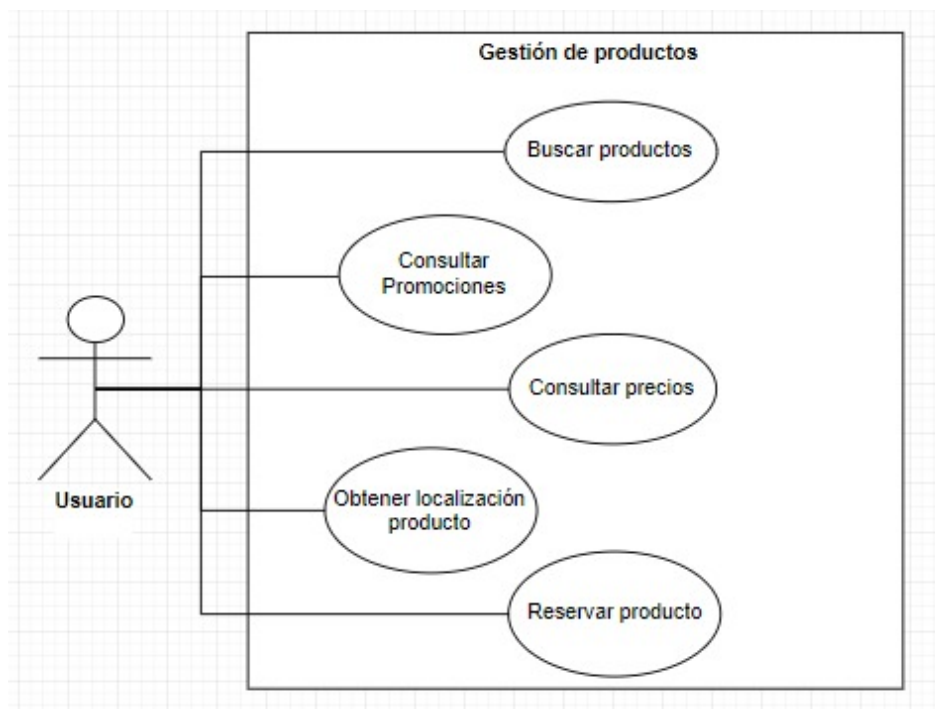 Gestión de productos
Buscar productos
Consultar
Promociones
Consultar precios
Obtener localización
producto
Usuario
Reservar producto